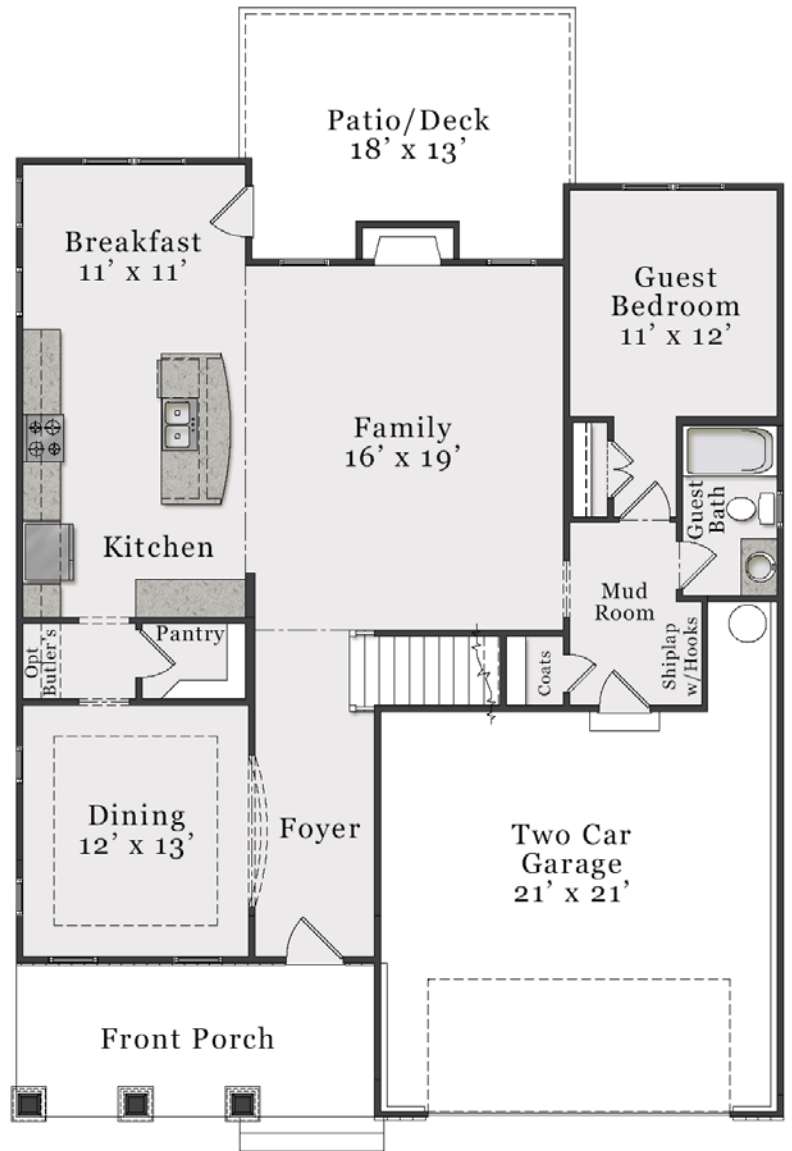 Patio/Deck
18’ x 13’
Breakfast
11’ x 11’
Guest
Bedroom
11’ x 12’
Family
16’ x 19’
Guest
Bath
Kitchen
Mud
Room
Opt
Butler's
Pantry
Coats
Shiplap
w/Hooks
Dining
12’ x 13’
Foyer
Two Car
Garage
21’ x 21’
Front Porch